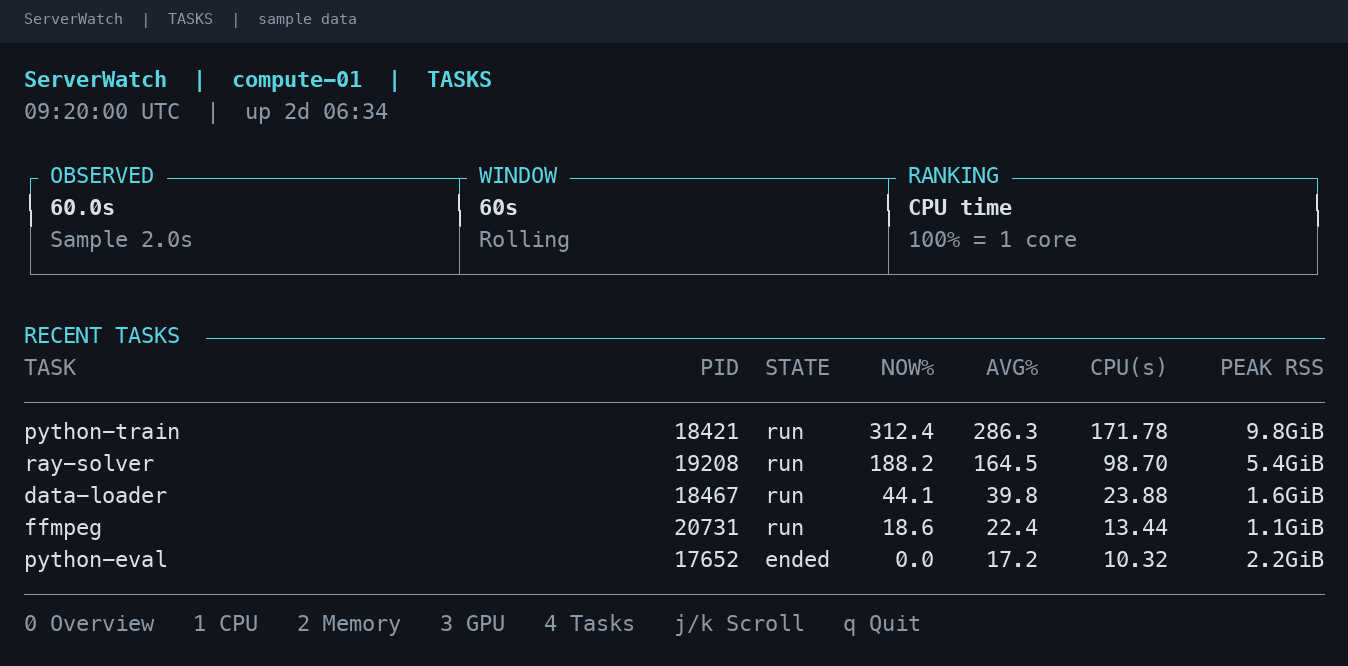 ServerWatch | TASKS | sample data
ServerWatch | compute-01 | TASKS
09:20:00 UTC | up 2d 06:34
OBSERVED WINDOW RANKING
60.0s 60s CPU time
Sample 2.0s Rolling 100% = 1 core
RECENT TASKS
TASK PID STATE NOW% AVG% CPU(s) PEAK RSS
python-train 18421 run 312.4 286.3 171.78 9.8GiB
ray-solver 19208 run 188.2 164.5 98.70 5.4GiB
data-loader 18467 run 44.1 39.8 23.88 1.6GiB
ffmpeg 20731 run 18.6 22.4 13.44 1.1GiB
python-eval 17652 ended 0.0 17.2 10.32 2.2GiB
0 Overview 1 CPU 2 Memory 3 GPU 4 Tasks j/k Scroll q Quit